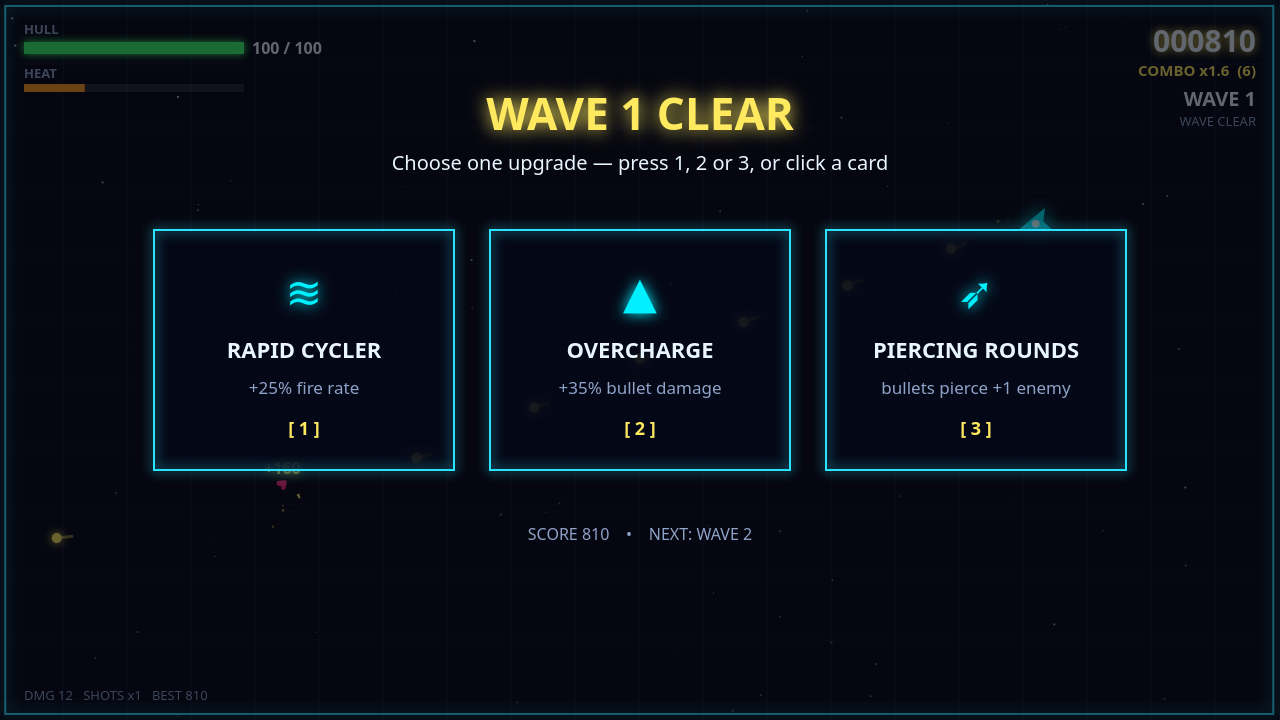 HULL
100 / 100
HEAT
000810
COMBO x1.6 (6)
WAVE 1
WAVE CLEAR
WAVE 1 CLEAR
Choose one upgrade — press 1, 2 or 3, or click a card
RAPID CYCLER
+25% fire rate
[ 1 ]
OVERCHARGE
+35% bullet damage
[ 2 ]
PIERCING ROUNDS
bullets pierce +1 enemy
[ 3 ]
+160
SCORE 810 • NEXT: WAVE 2
DMG 12 SHOTS x1 BEST 810